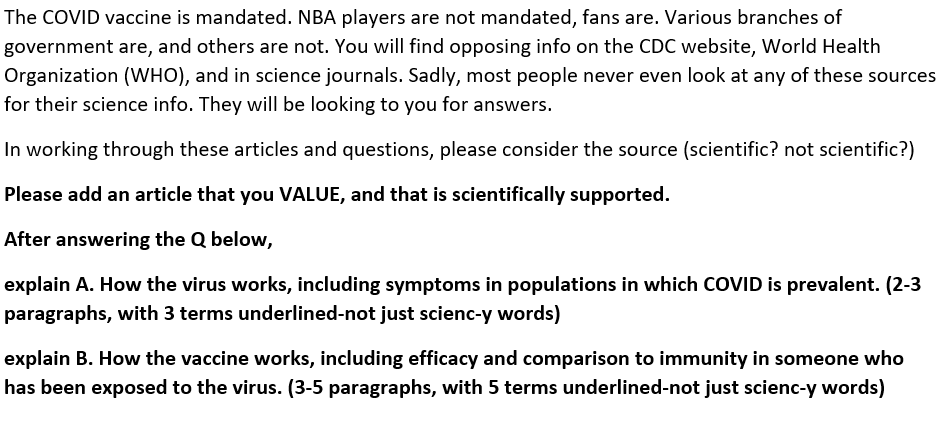 The COVID vaccine is mandated. NBA players are not mandated, fans are. Various branches of
government are, and others are not. You will find opposing info on the CDC website, World Health
Organization (WHO), and in science journals. Sadly, most people never even look at any of these sources
for their science info. They will be looking to you for answers.
In working through these articles and questions, please consider the source (scientific? not scientific?)
Please add an article that you VALUE, and that is scientifically supported.
After answering the Q below,
explain A. How the virus works, including symptoms in populations in which COVID is prevalent. (2-3
paragraphs, with 3 terms underlined-not just scienc-y words)
explain B. How the vaccine works, including efficacy and comparison to immunity in someone who
has been exposed to the virus. (3-5 paragraphs, with 5 terms underlined-not just scienc-y words)